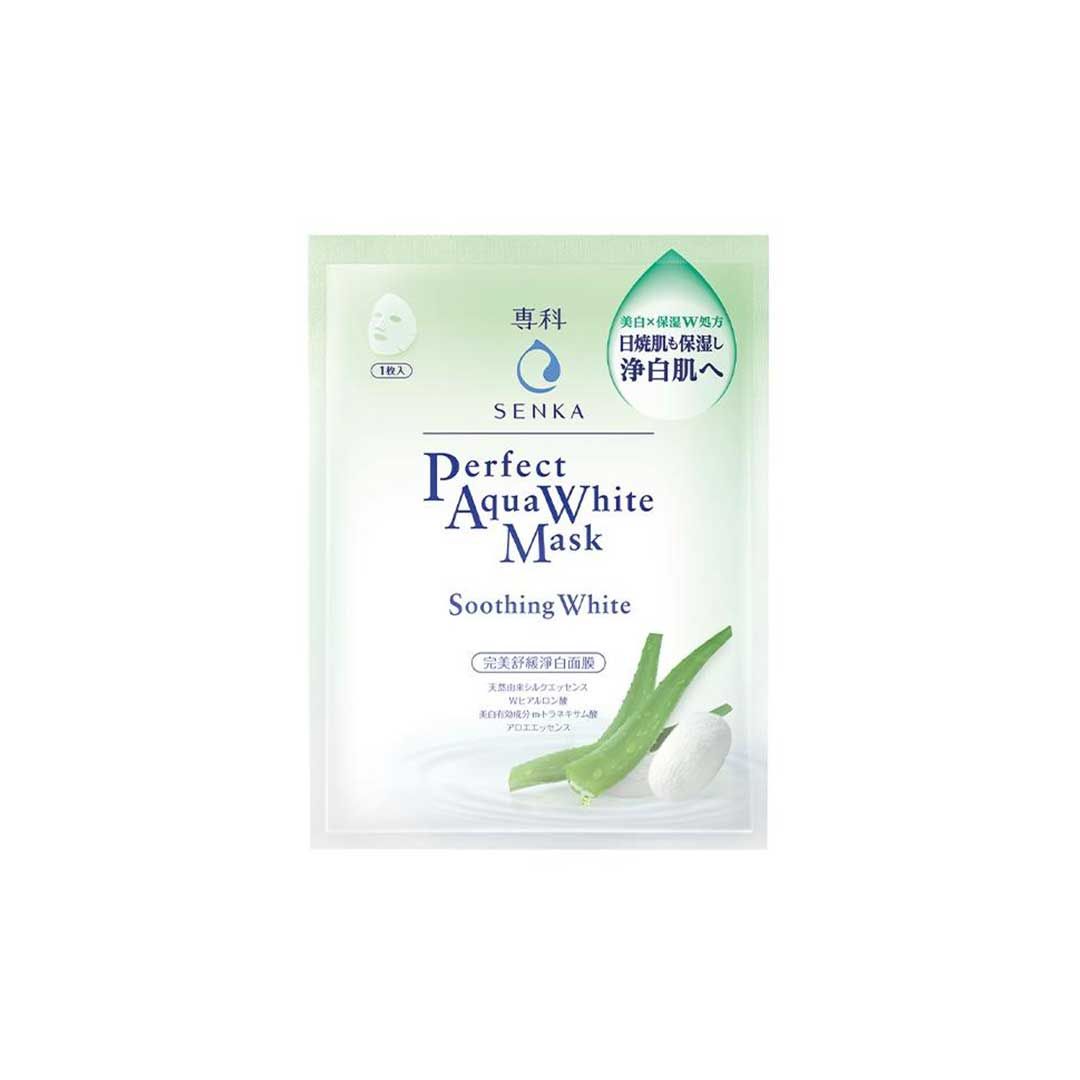 専科
SENKA
1枚入
美白×保湿W処方
日焼肌も保湿し
浄白肌へ
Perfect
AquaWhite
Mask
Soothing White
完美舒緩淨白面膜
天然由来シルクエッセンス
Wヒアルロン酸
美白有効成分mトラネキサム酸
アロエエッセンス